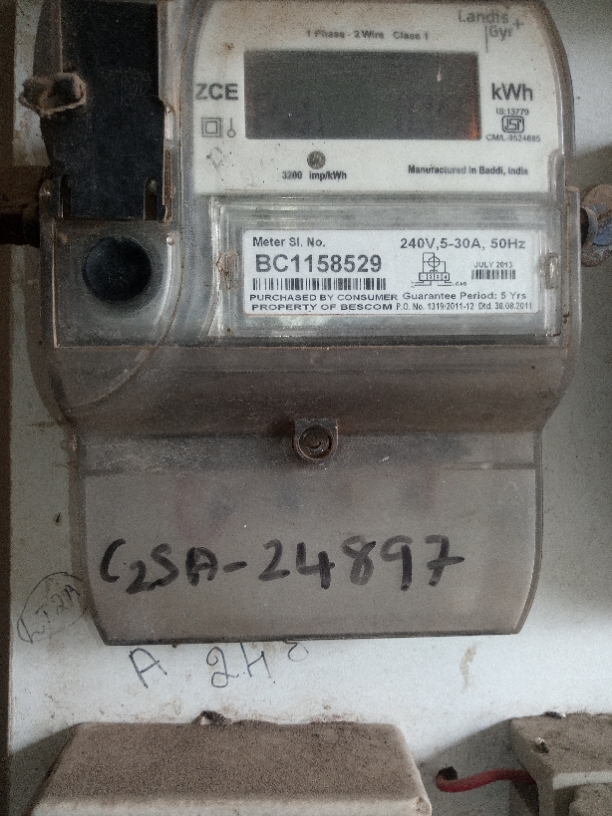 Landis
Gyr+
1 Phase - 2 Wire Class 1
ZCE
kWh
IS:13779
3200 imp/kWh
Manufactured in Baddi, India
Meter Sl. No.
240V,5-30A, 50Hz
BC1158529
JULY 2013
PURCHASED BY CONSUMER Guarantee Period: 5 Yrs
PROPERTY OF BESCOM P.O. No. 1319/2011-12 Dtd. 30.08.2011
C2SA-24897